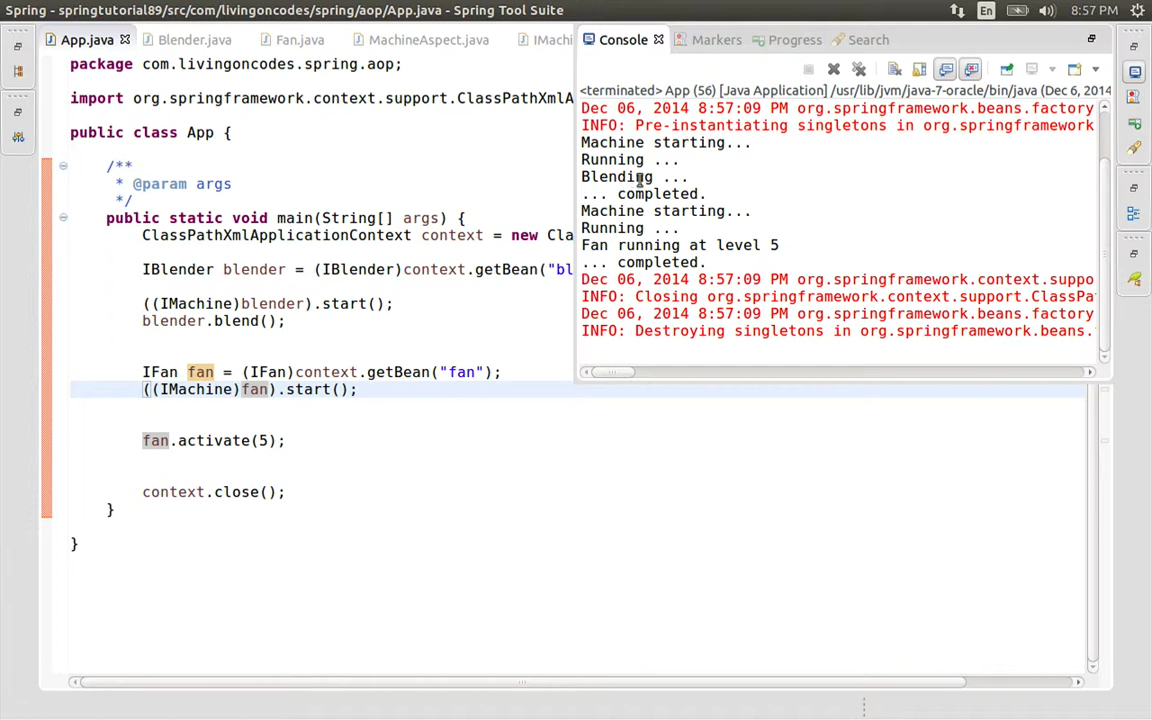 Spring - springtutorial89/src/com/livingoncodes/spring/aop/App.java - Spring Tool Suite
En
8:57 PM
App.java
Blender.java
Fan.java
MachineAspect.java
IMachi
package com.livingoncodes.spring.aop;
import org.springframework.context.support.ClassPathXmlA
public class App {
/**
* @param args
*/
public static void main(String[] args) {
ClassPathXmlApplicationContext context = new Cla
IBlender blender = (IBlender)context.getBean("bl
((IMachine)blender).start();
blender.blend();
IFan fan = (IFan)context.getBean("fan");
((IMachine)fan).start();
fan.activate(5);
context.close();
}
}
Console
Markers
Progress
Search
<terminated> App (56) [Java Application] /usr/lib/jvm/java-7-oracle/bin/java (Dec 6, 2014
Dec 06, 2014 8:57:09 PM org.springframework.beans.factory
INFO: Pre-instantiating singletons in org.springframework
Machine starting...
Running ...
Blending ...
... completed.
Machine starting...
Running ...
Fan running at level 5
... completed.
Dec 06, 2014 8:57:09 PM org.springframework.context.suppo
INFO: Closing org.springframework.context.support.ClassPa
Dec 06, 2014 8:57:09 PM org.springframework.beans.factory
INFO: Destroying singletons in org.springframework.beans.